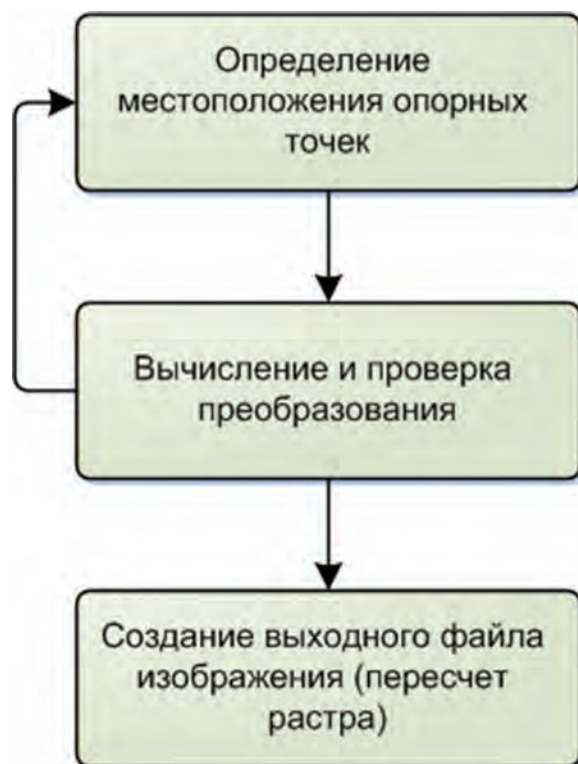 Определение
местоположения опорных
точек
Вычисление и проверка
преобразования
Создание выходного файла
изображения (пересчет
растра)